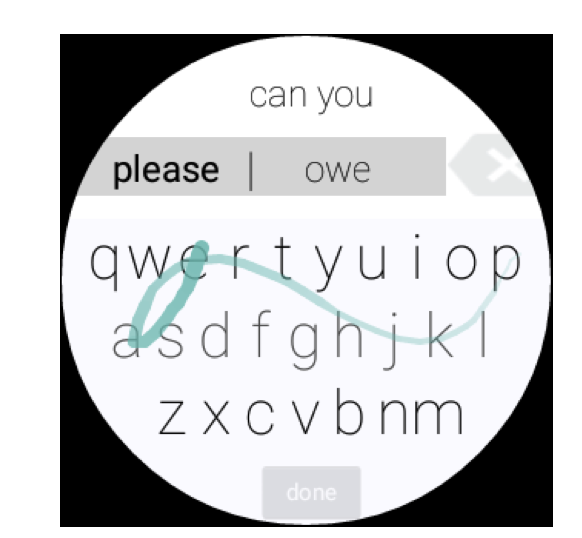 can you
please | owe
q w e r t y u i o p
a s d f g h j k l
z x c v b n m
done